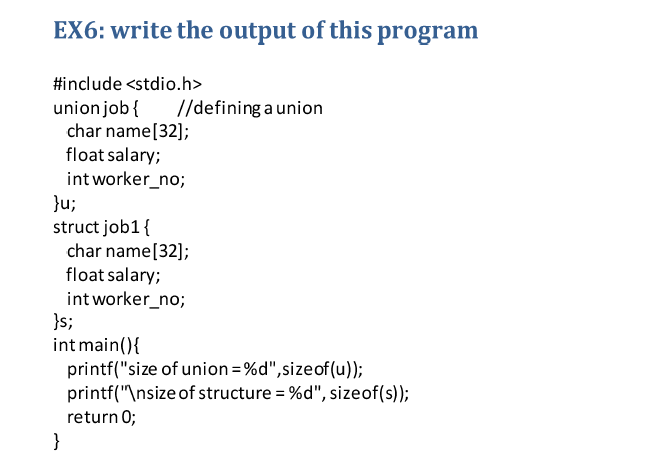 EX6: write the output of this program
#include <stdio.h>
union job {        //defining a union
   char name[32];
   float salary;
   int worker_no;
}u;
struct job1 {
   char name[32];
   float salary;
   int worker_no;
}s;
int main(){
   printf("size of union = %d",sizeof(u));
   printf("\nsize of structure = %d", sizeof(s));
   return 0;
}